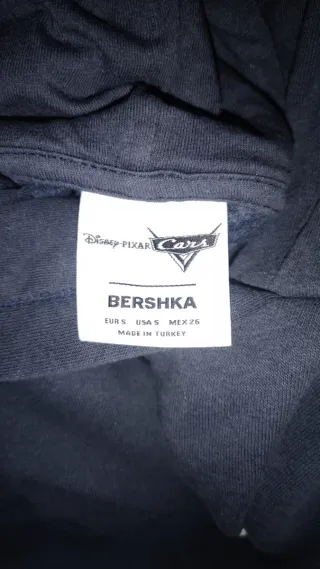 Disney·PIXAR Cars
BERSHKA
EUR S USA S MEX 26
MADE IN TURKEY